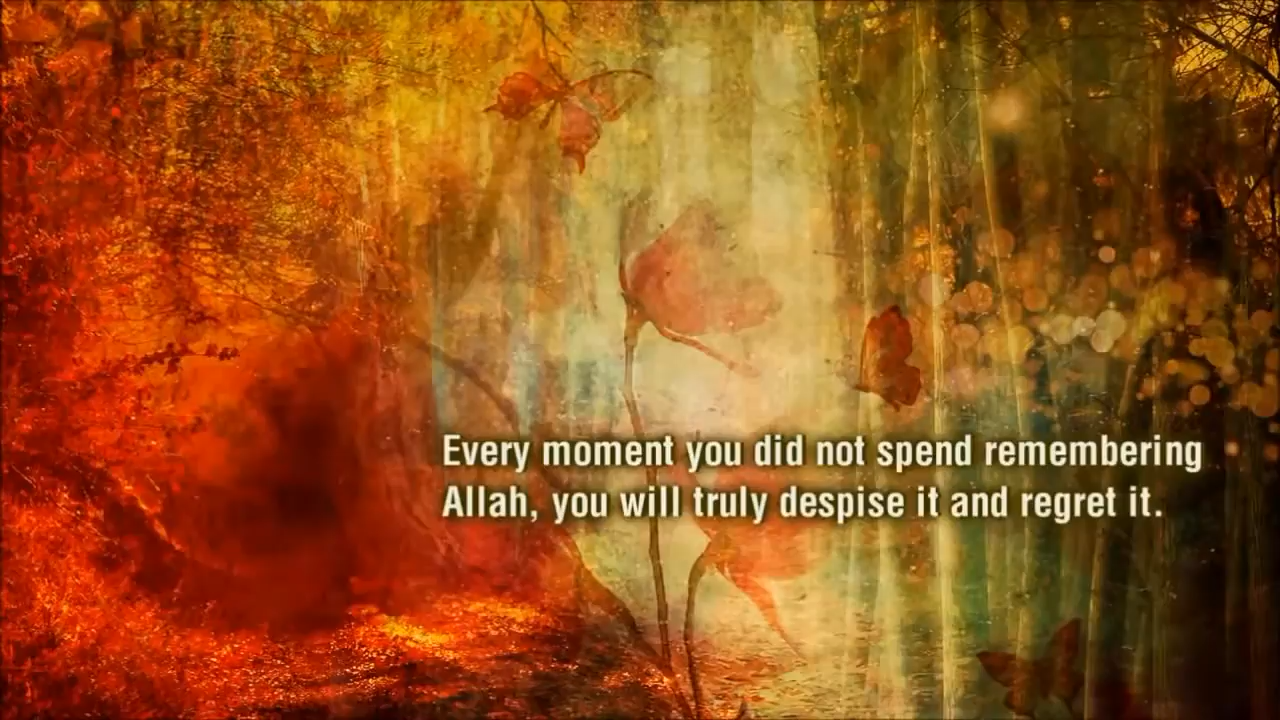 Every moment you did not spend remembering
Allah, you will truly despise it and regret it.